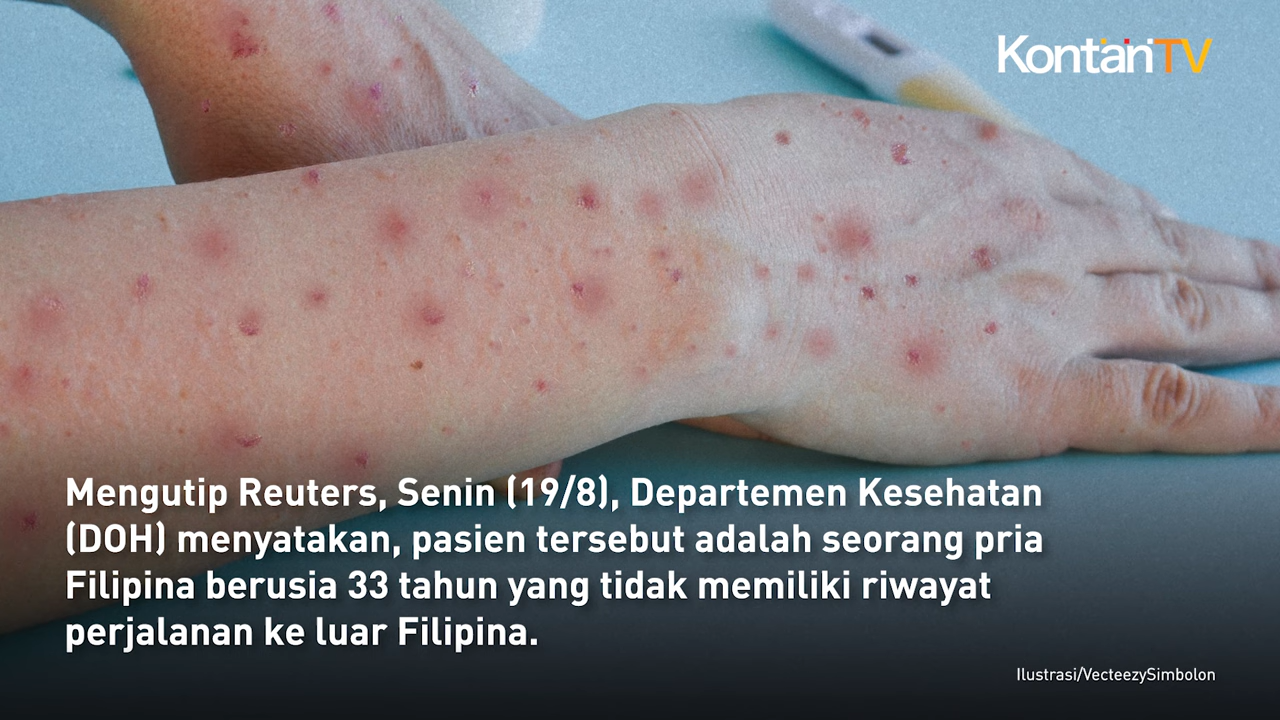 KontanTV
Mengutip Reuters, Senin (19/8), Departemen Kesehatan
(DOH) menyatakan, pasien tersebut adalah seorang pria
Filipina berusia 33 tahun yang tidak memiliki riwayat
perjalanan ke luar Filipina.
Ilustrasi/VecteezySimbolon